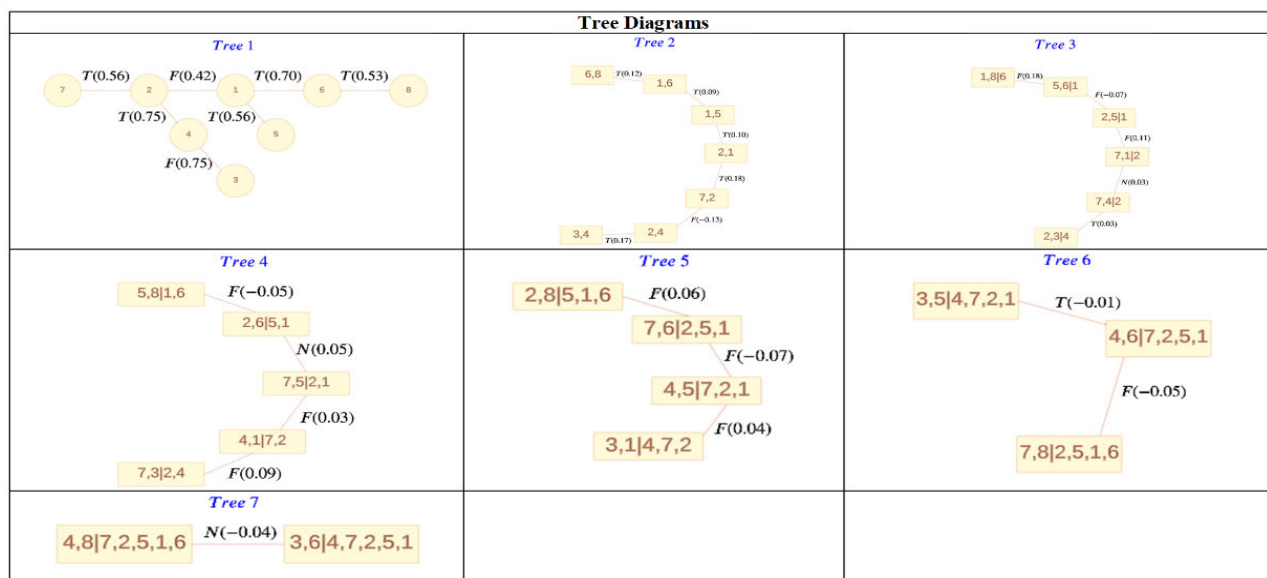 Tree Diagrams
Tree 1
T(0.56) F(0.42) T(0.70) T(0.53)
7 2 1 6 8
T(0.75) T(0.56)
4 5
F(0.75)
3
Tree 2
6,8 T(0.12) 1,6
T(0.09)
1,5
T(0.10)
2,1
T(0.18)
7,2
F(−0.13)
3,4 T(0.17) 2,4
Tree 3
1,8|6 F(0.18) 5,6|1
F(−0.07)
2,5|1
F(0.11)
7,1|2
N(0.03)
7,4|2
T(0.03)
2,3|4
Tree 4
5,8|1,6 F(−0.05)
2,6|5,1
N(0.05)
7,5|2,1
F(0.03)
4,1|7,2
7,3|2,4 F(0.09)
Tree 5
2,8|5,1,6 F(0.06)
7,6|2,5,1
F(−0.07)
4,5|7,2,1
F(0.04)
3,1|4,7,2
Tree 6
3,5|4,7,2,1 T(−0.01)
4,6|7,2,5,1
F(−0.05)
7,8|2,5,1,6
Tree 7
4,8|7,2,5,1,6 N(−0.04) 3,6|4,7,2,5,1